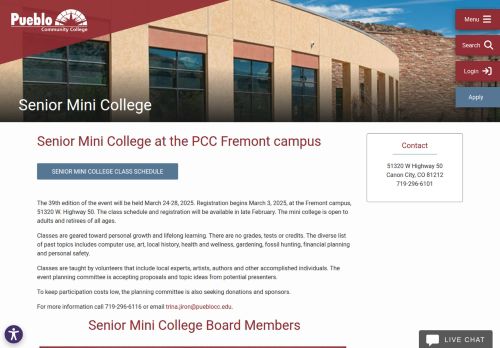 Pueblo
Community College
Menu
Search
Login
Apply
Senior Mini College
Senior Mini College at the PCC Fremont campus
SENIOR MINI COLLEGE CLASS SCHEDULE
The 39th edition of the event will be held March 24-28, 2025. Registration begins March 3, 2025, at the Fremont campus,
51320 W. Highway 50. The class schedule and registration will be available in late February. The mini college is open to
adults and retirees of all ages.
Classes are geared toward personal growth and lifelong learning. There are no grades, tests or credits. The diverse list
of past topics includes computer use, art, local history, health and wellness, gardening, fossil hunting, financial planning
and personal safety.
Classes are taught by volunteers that include local experts, artists, authors and other accomplished individuals. The
event planning committee is accepting proposals and topic ideas from potential presenters.
To keep participation costs low, the planning committee is also seeking donations and sponsors.
For more information call 719-296-6116 or email trina.jiron@pueblocc.edu.
Senior Mini College Board Members
Contact
51320 W Highway 50
Canon City, CO 81212
719-296-6101
LIVE CHAT